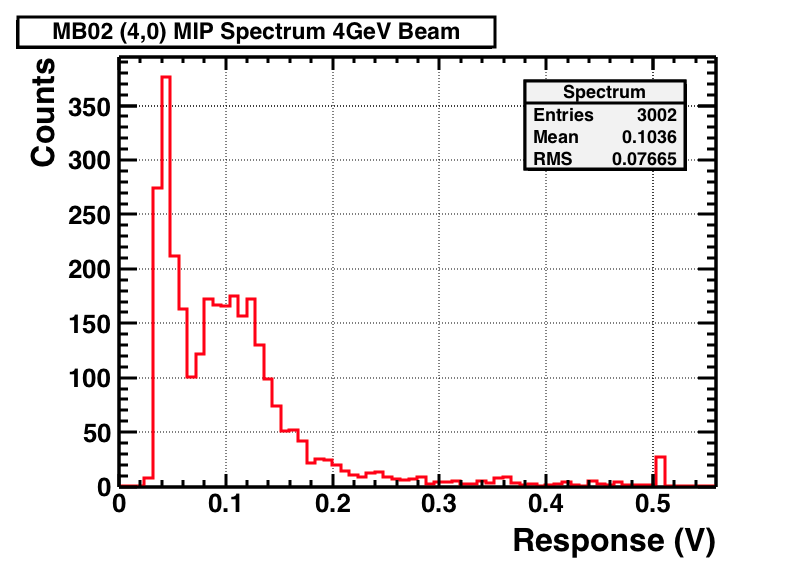 MB02 (4,0) MIP Spectrum 4GeV Beam
Counts
Spectrum
Entries 3002
Mean 0.1036
RMS 0.07665
350
300
250
200
150
100
50
0
0 0.1 0.2 0.3 0.4 0.5
Response (V)